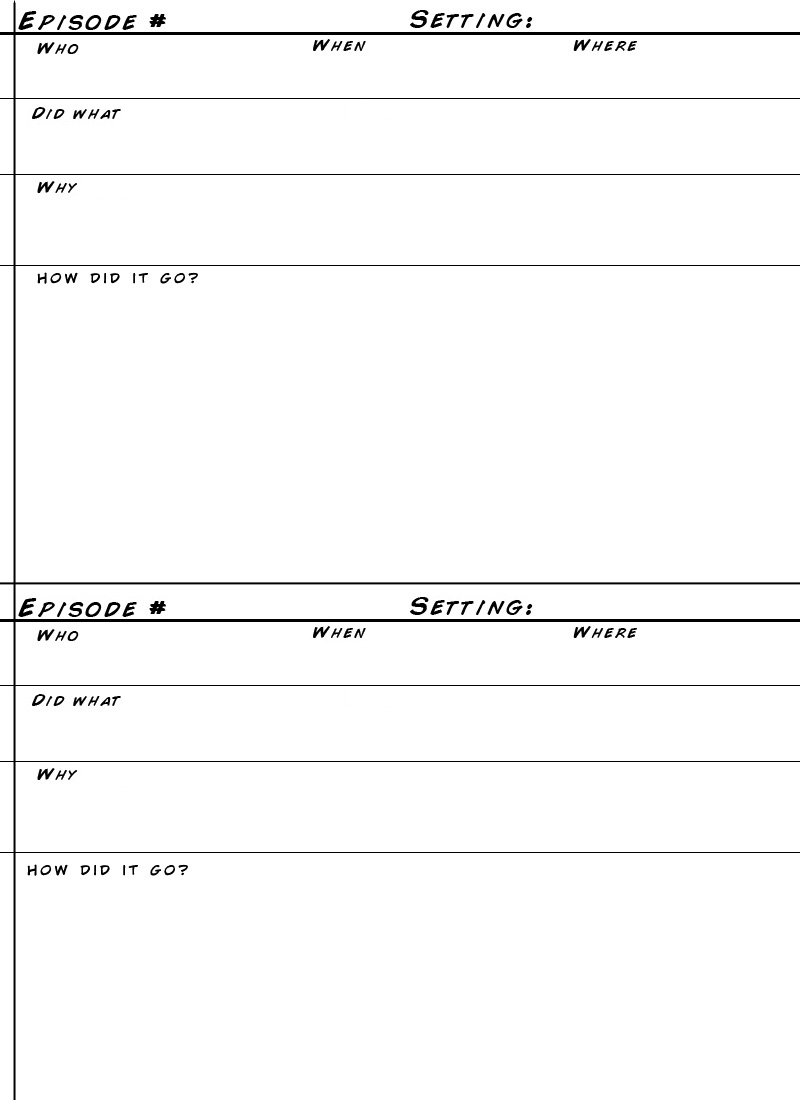 Episode # Setting:
Who When Where
Did what
Why
How did it go?
Episode # Setting:
Who When Where
Did what
Why
How did it go?